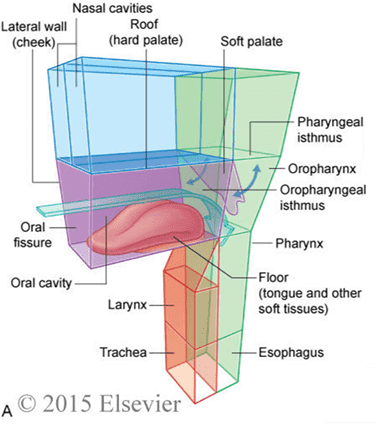 Nasal cavities
Lateral wall
(cheek)
Roof
(hard palate)
Soft palate
Pharyngeal
isthmus
Oropharynx
Oropharyngeal
isthmus
Oral
fissure
Pharynx
Oral cavity
Floor
(tongue and other
soft tissues)
Larynx
Trachea
Esophagus
A © 2015 Elsevier